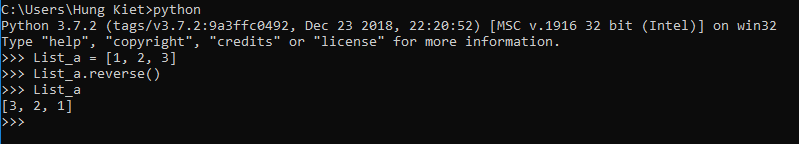 C:\Users\Hung Kiet>python
Python 3.7.2 (tags/v3.7.2:9a3ffc0492, Dec 23 2018, 22:20:52) [MSC v.1916 32 bit (Intel)] on win32
Type "help", "copyright", "credits" or "license" for more information.
>>> List_a = [1, 2, 3]
>>> List_a.reverse()
>>> List_a
[3, 2, 1]
>>>